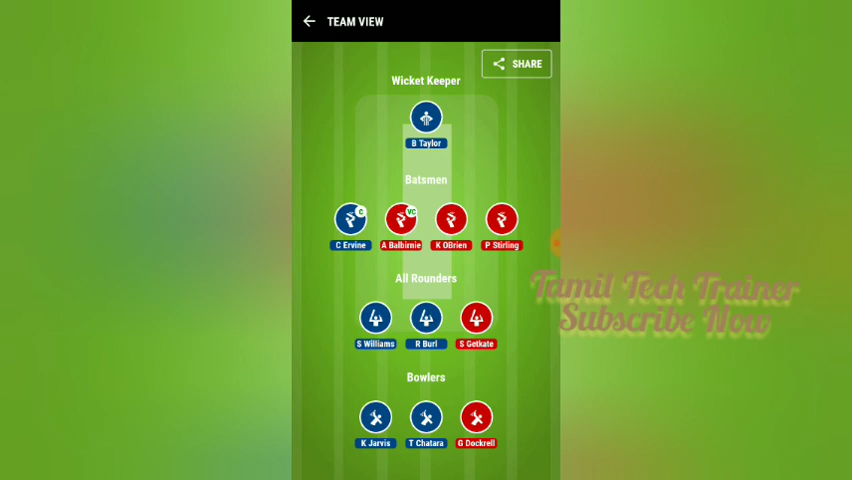 TEAM VIEW
SHARE
Wicket Keeper
B Taylor
Batsmen
C
VC
C Ervine
A Balbirnie
K OBrien
P Stirling
All Rounders
S Williams
R Burl
S Getkate
Bowlers
K Jarvis
T Chatara
G Dockrell
Tamil Tech Trainer
Subscribe Now